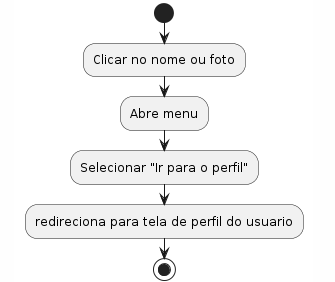 Clicar no nome ou foto
Abre menu
Selecionar "Ir para o perfil"
redireciona para tela de perfil do usuario